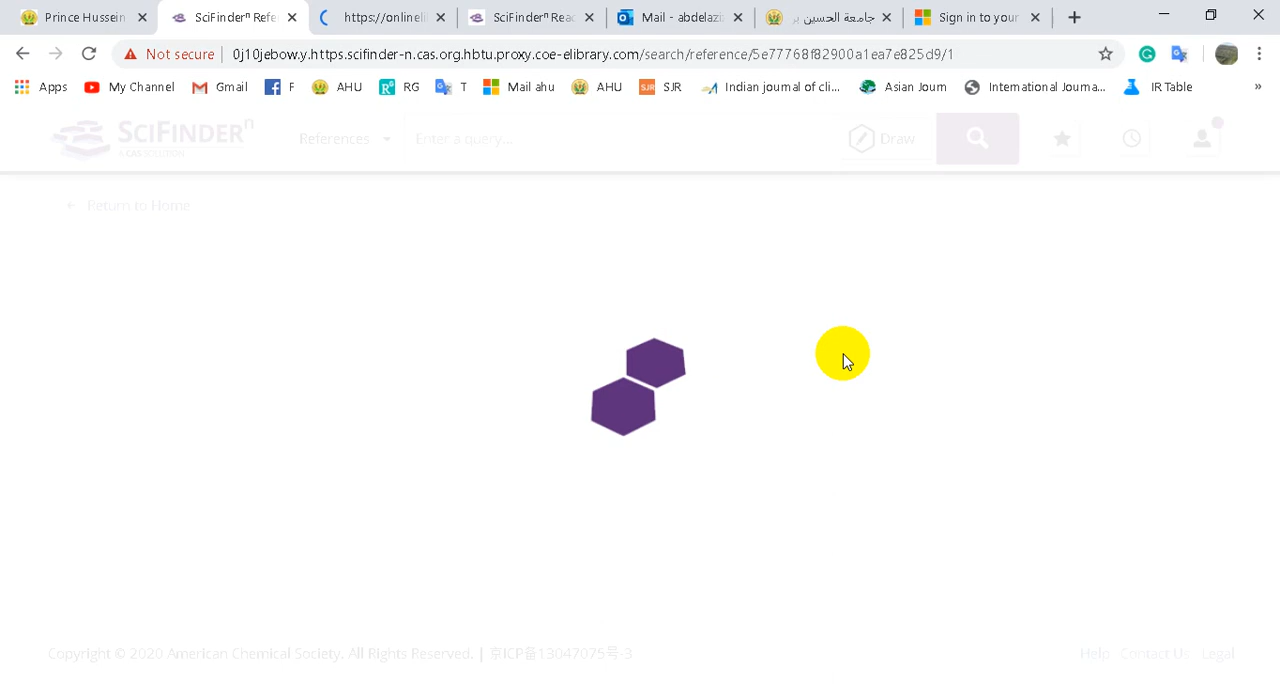 Prince Hussein
SciFinderⁿ Refe
https://onlineli
SciFinderⁿ Reac
Mail - abdelazi
جامعة الحسين بر
Sign in to your
Not secure
0j10jebow.y.https.scifinder-n.cas.org.hbtu.proxy.coe-elibrary.com/search/reference/5e77768f82900a1ea7e825d9/1
Apps
My Channel
Gmail
F
AHU
RG
T
Mail ahu
AHU
SJR
Indian journal of cli...
Asian Journ
International Journa...
IR Table
»
SCIFINDERⁿ
A CAS SOLUTION
References
Enter a query...
Draw
Return to Home
Copyright © 2020 American Chemical Society. All Rights Reserved. | 京ICP备13047075号-3
Help
Contact Us
Legal